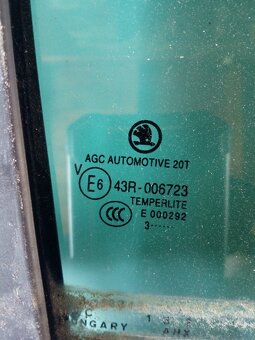 AGC AUTOMOTIVE 20T
V E6 43R-006723
TEMPERLITE
CCC E 000292
3······
HUNGARY